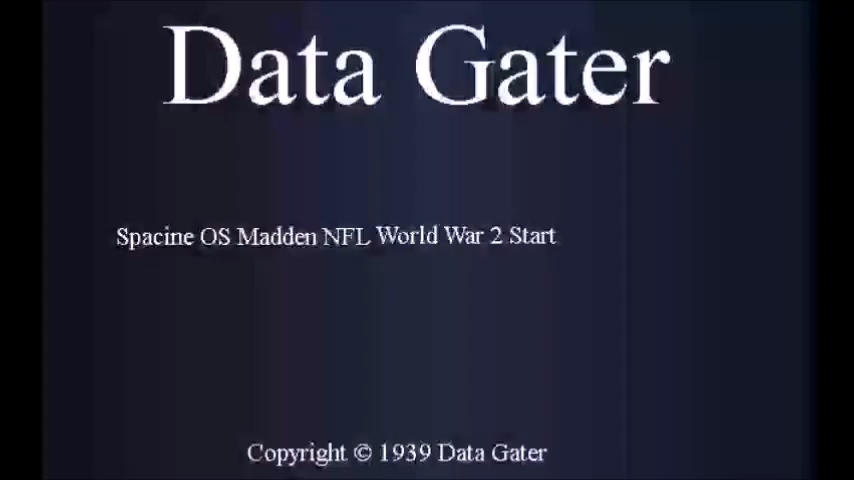 Data Gater
Spacine OS Madden NFL World War 2 Start
Copyright © 1939 Data Gater